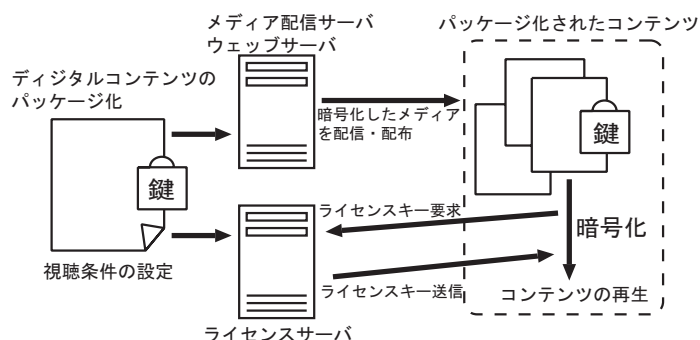 メディア配信サーバ
ウェッブサーバ
パッケージ化されたコンテンツ
ディジタルコンテンツの
パッケージ化
暗号化したメディア
を配信・配布
鍵
鍵
ライセンスキー要求
暗号化
視聴条件の設定
ライセンスキー送信
コンテンツの再生
ライセンスサーバ